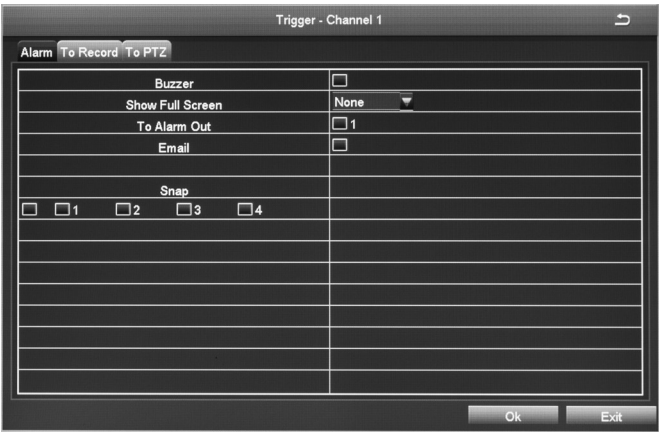 Trigger - Channel 1
Alarm To Record To PTZ
Buzzer
Show Full Screen None
To Alarm Out 1
Email
Snap
1 2 3 4
Ok Exit